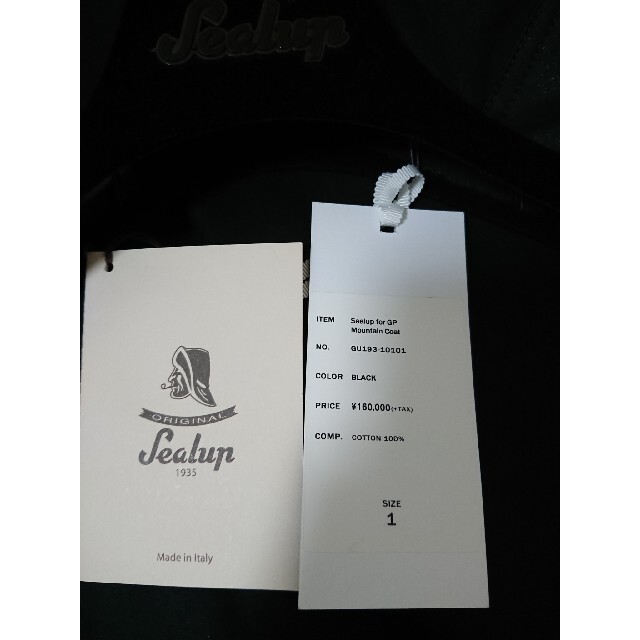 Sealup
ORIGINAL
Sealup
1935
Made in Italy
ITEM Sealup for GP
Mountain Coat
NO. GU193-10101
COLOR BLACK
PRICE ¥160,000(+TAX)
COMP. COTTON 100%
SIZE
1